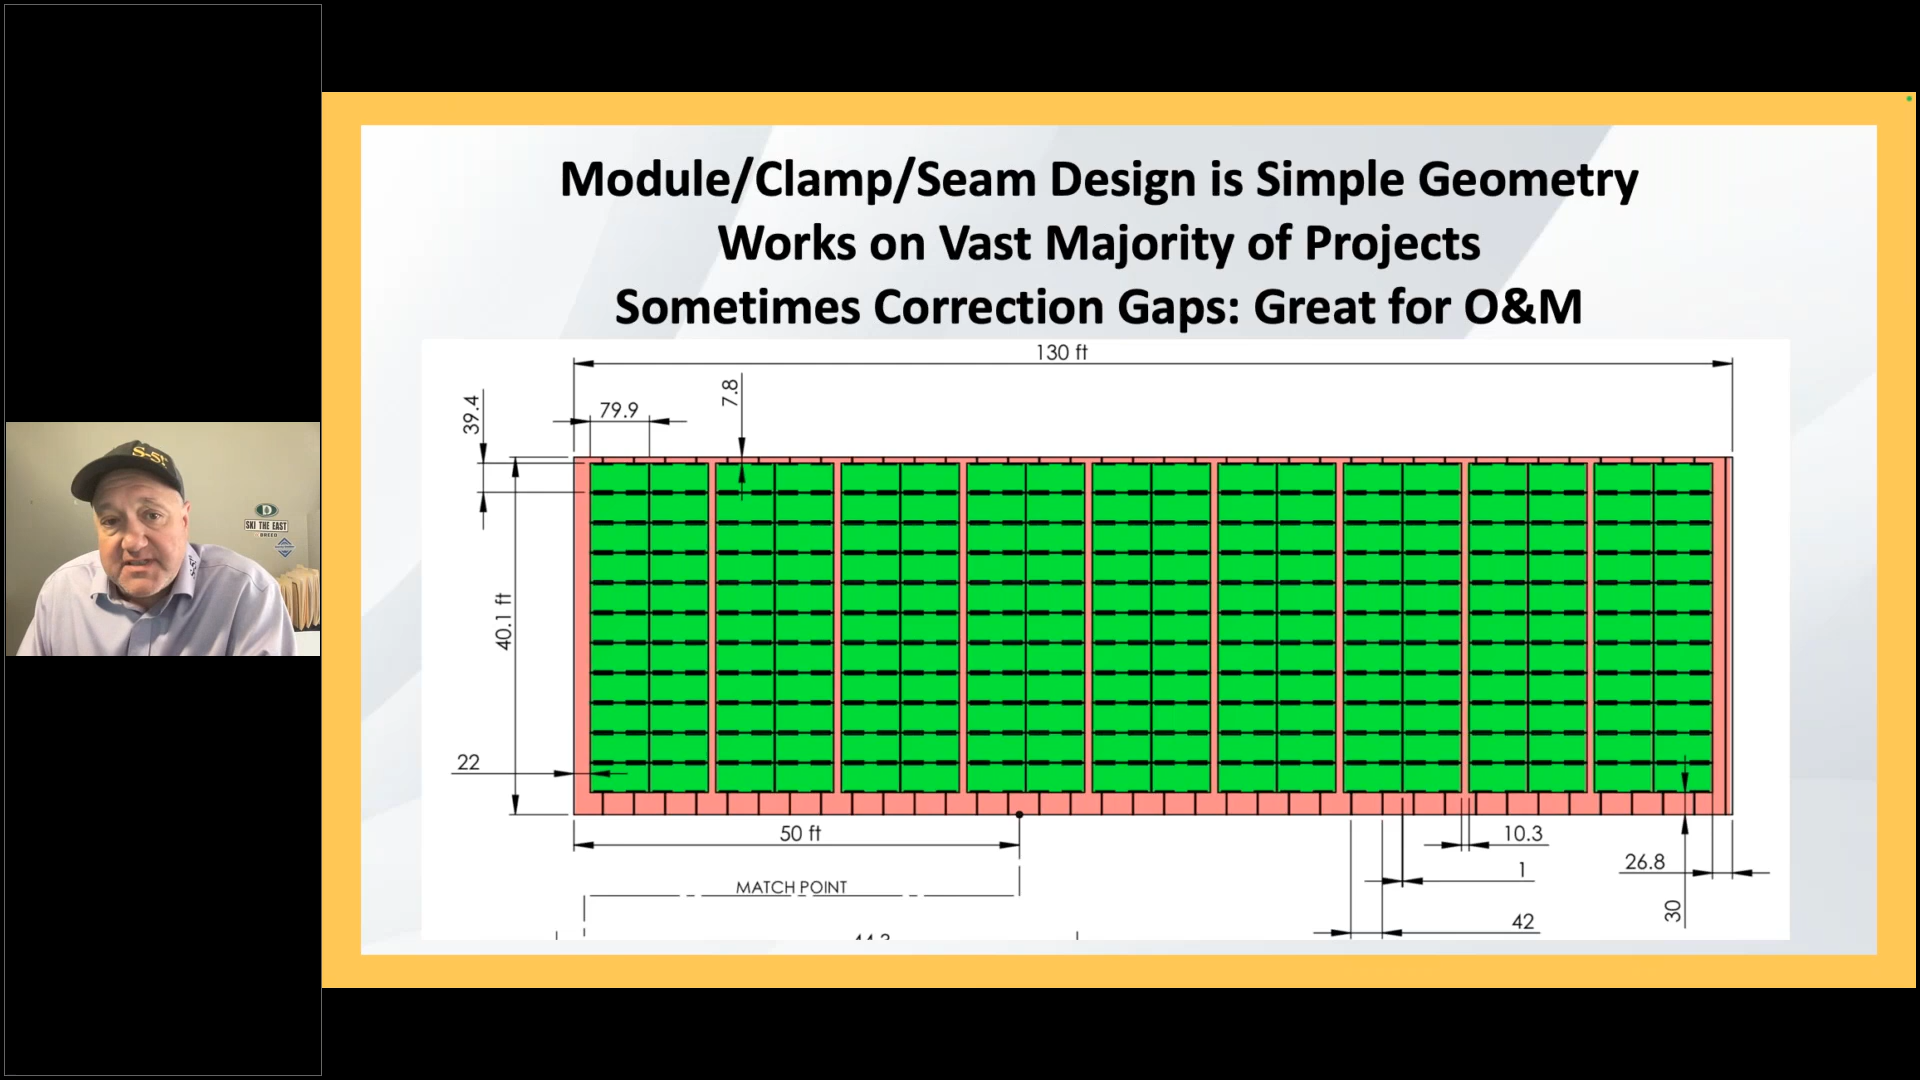 Module/Clamp/Seam Design is Simple Geometry
Works on Vast Majority of Projects
Sometimes Correction Gaps: Great for O&M
130 ft
39.4
79.9
7.8
40.1 ft
22
50 ft
MATCH POINT
10.3
1
26.8
30
42
S-5!
SKI THE EAST
BREED